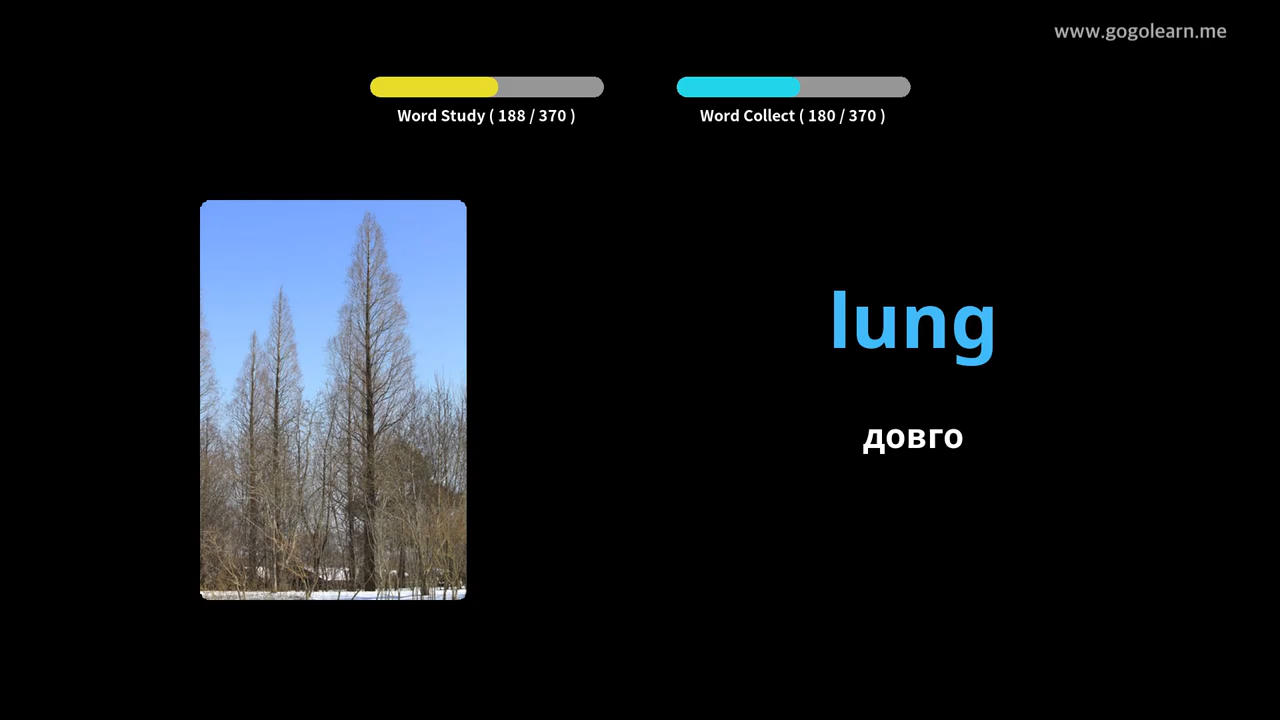 www.gogolearn.me
Word Study ( 188 / 370 )
Word Collect ( 180 / 370 )
lung
довго